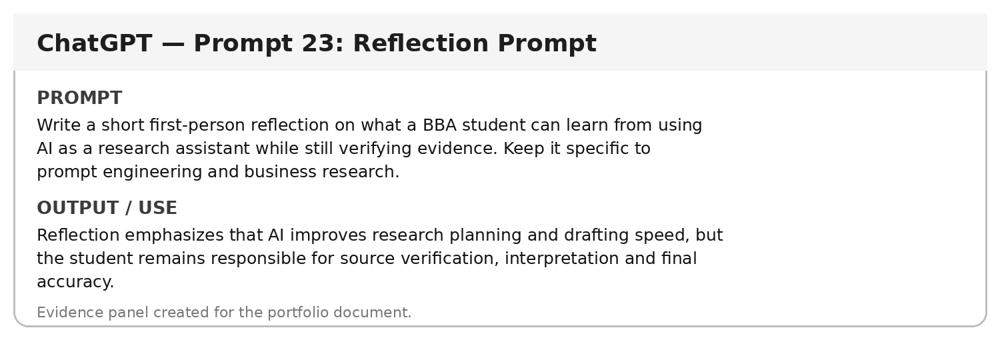 ChatGPT — Prompt 23: Reflection Prompt
PROMPT
Write a short first-person reflection on what a BBA student can learn from using
AI as a research assistant while still verifying evidence. Keep it specific to
prompt engineering and business research.
OUTPUT / USE
Reflection emphasizes that AI improves research planning and drafting speed, but
the student remains responsible for source verification, interpretation and final
accuracy.
Evidence panel created for the portfolio document.